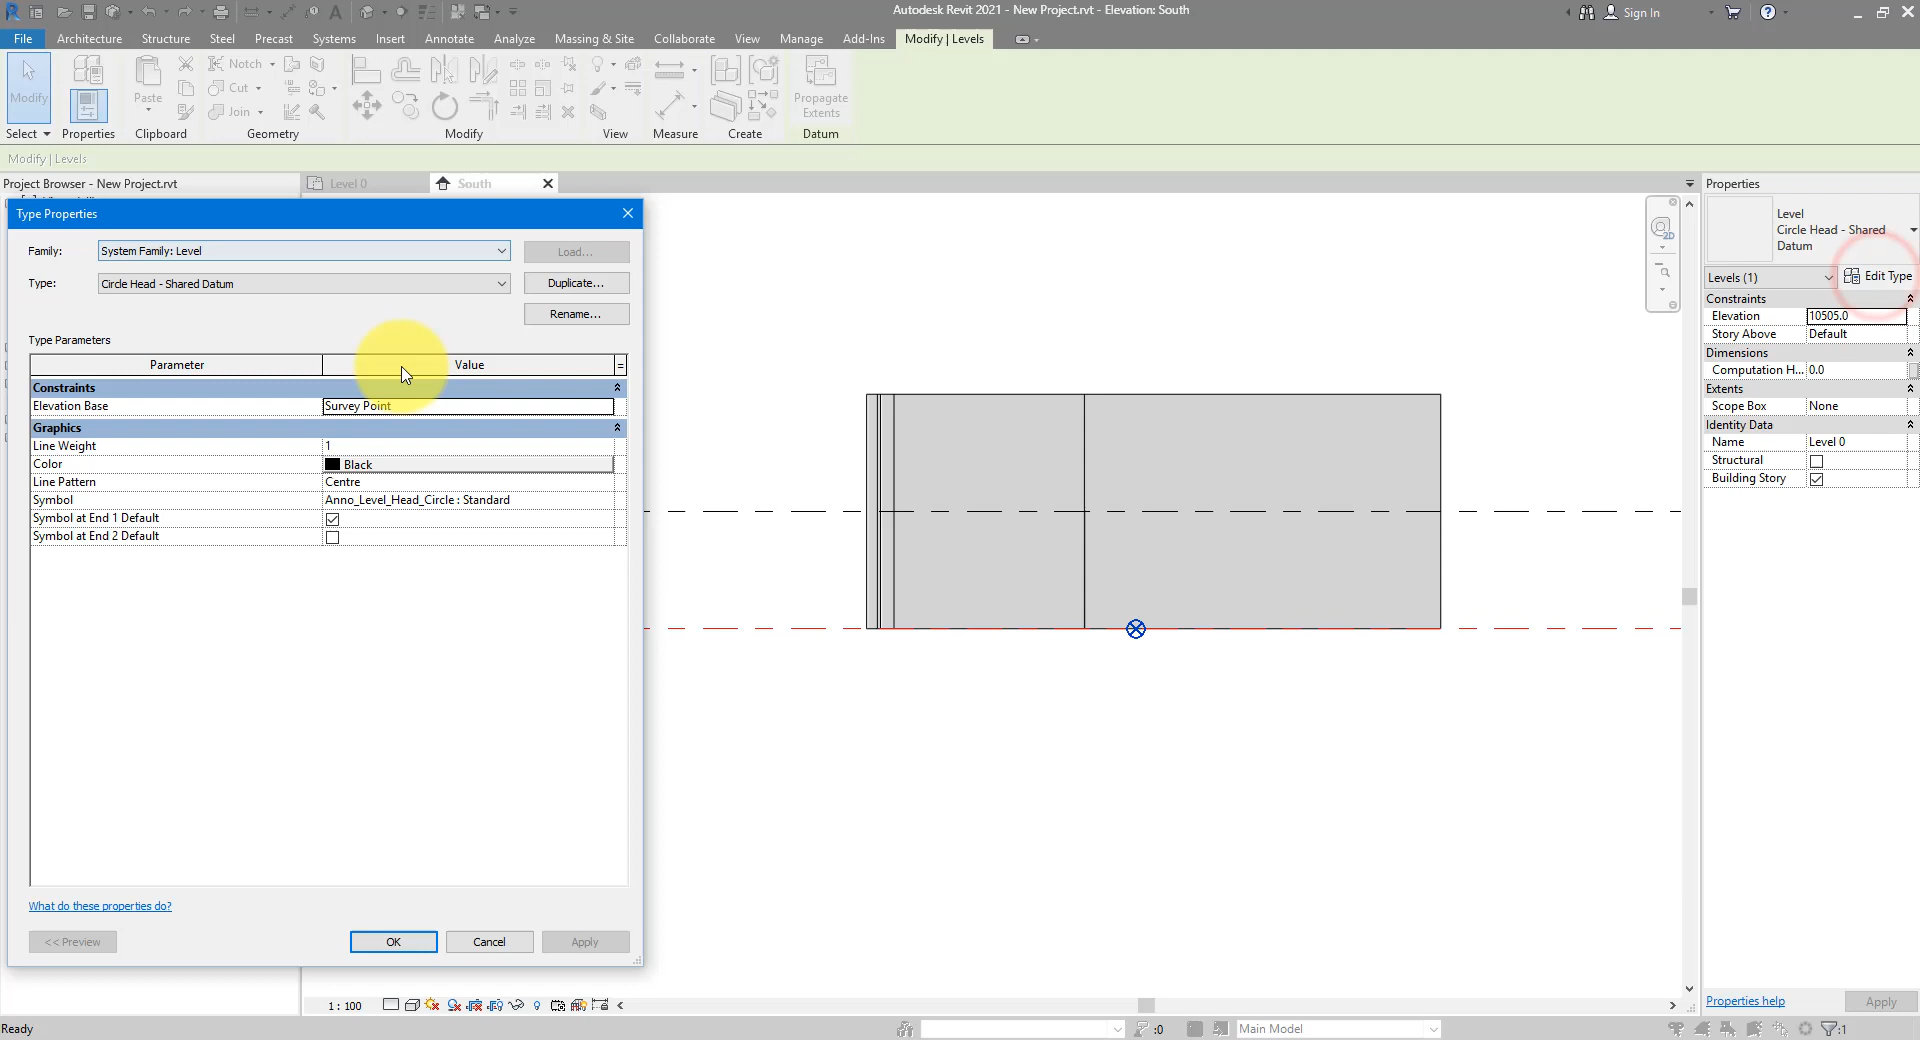 Autodesk Revit 2021 - New Project.rvt - Elevation: South
Sign In
File Architecture Structure Steel Precast Systems Insert Annotate Analyze Massing & Site Collaborate View Manage Add-Ins Modify | Levels
Modify
Paste
Notch
Cut
Join
Propagate
Extents
Select Properties Clipboard Geometry Modify View Measure Create Datum
Modify | Levels
Project Browser - New Project.rvt
Level 0
South
Properties
Type Properties
Family: System Family: Level Load...
Type: Circle Head - Shared Datum Duplicate...
Rename...
Type Parameters
Parameter Value =
Constraints
Elevation Base Survey Point
Graphics
Line Weight 1
Color Black
Line Pattern Centre
Symbol Anno_Level_Head_Circle : Standard
Symbol at End 1 Default
Symbol at End 2 Default
What do these properties do?
<< Preview OK Cancel Apply
Level
Circle Head - Shared
Datum
Levels (1) Edit Type
Constraints
Elevation 10505.0
Story Above Default
Dimensions
Computation H... 0.0
Extents
Scope Box None
Identity Data
Name Level 0
Structural
Building Story
Properties help Apply
1 : 100
Ready
:0
Main Model
:1